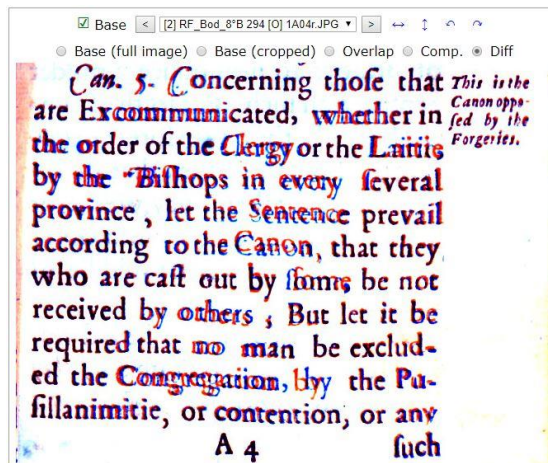 Base < [2] RF_Bod_8°B 294 [O] 1A04r.JPG >
Base (full image) Base (cropped) Overlap Comp. Diff
Can. 5. Concerning thoſe that
are Excommunicated, whether in
the order of the Clergy or the Laitie,
by the Biſhops in every ſeveral
province, let the Sentence prevail
according to the Canon, that they
who are caſt out by ſome, be not
received by others; But let it be
required that no man be exclud-
ed the Congregation, by the Pu-
ſillanimitie, or contention, or any
A 4 ſuch
This is the
Canon oppo-
ſed by the
Forgeries.